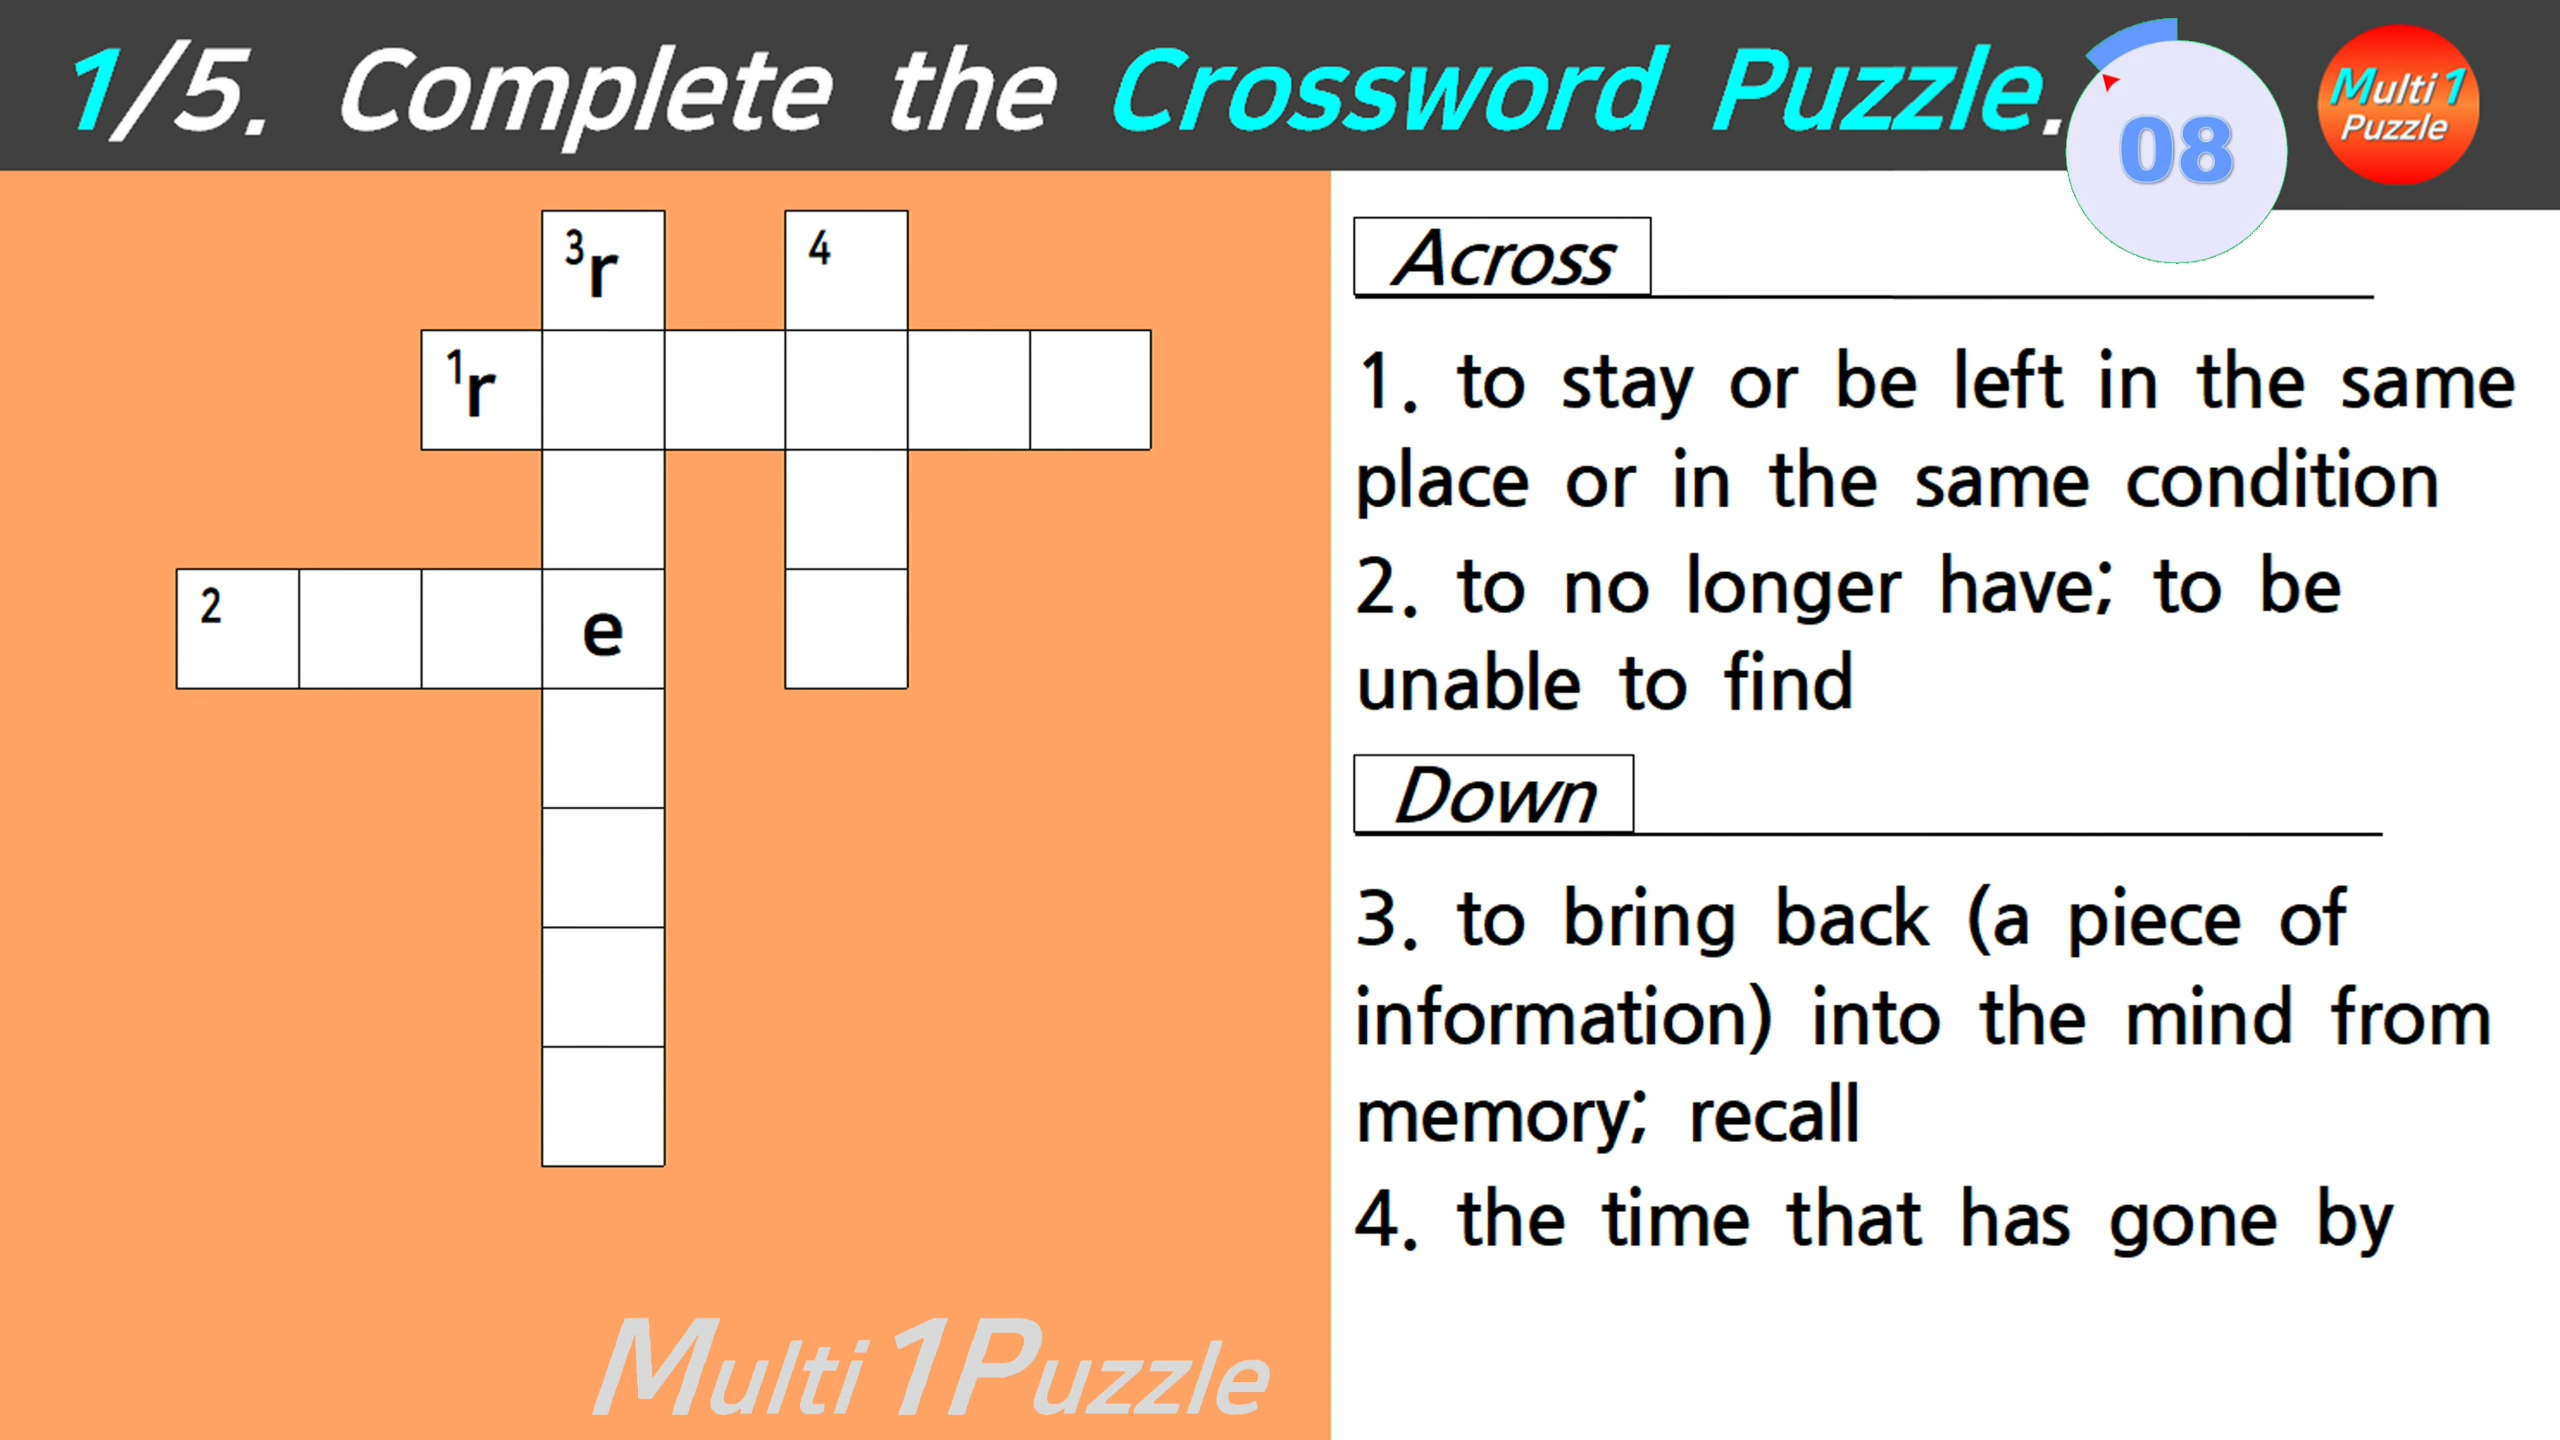 1/5. Complete the Crossword Puzzle.
08
Multi 1
Puzzle
3 r
4
1 r
2
e
Across
1. to stay or be left in the same
place or in the same condition
2. to no longer have; to be
unable to find
Down
3. to bring back (a piece of
information) into the mind from
memory; recall
4. the time that has gone by
Multi 1 Puzzle